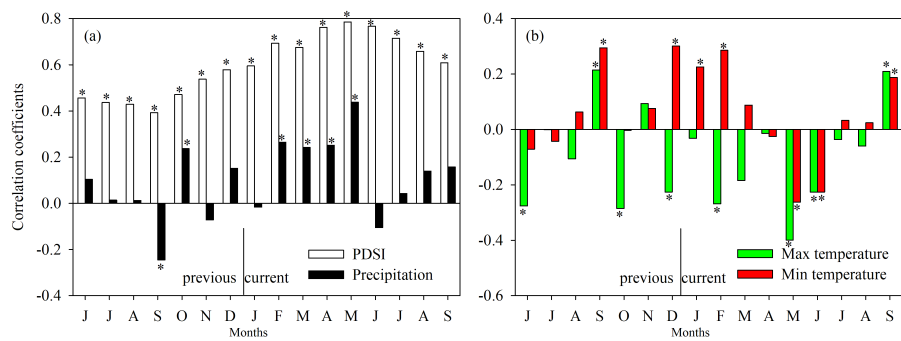 (a)
Correlation coefficients
0.8
0.6
0.4
0.2
0.0
-0.2
-0.4
* * * * * * * * * * * * * * * *
* * * * * *
PDSI
Precipitation
previous current
J J A S O N D J F M A M J J A S
Months
(b)
0.4
0.2
0.0
-0.2
-0.4
-0.6
* * * * * * *
* * * * * * * *
Max temperature
Min temperature
previous current
J J A S O N D J F M A M J J A S
Months